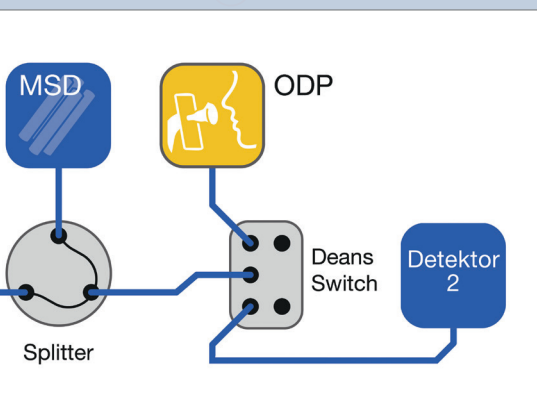 MSD
ODP
Deans
Switch
Detektor
2
Splitter